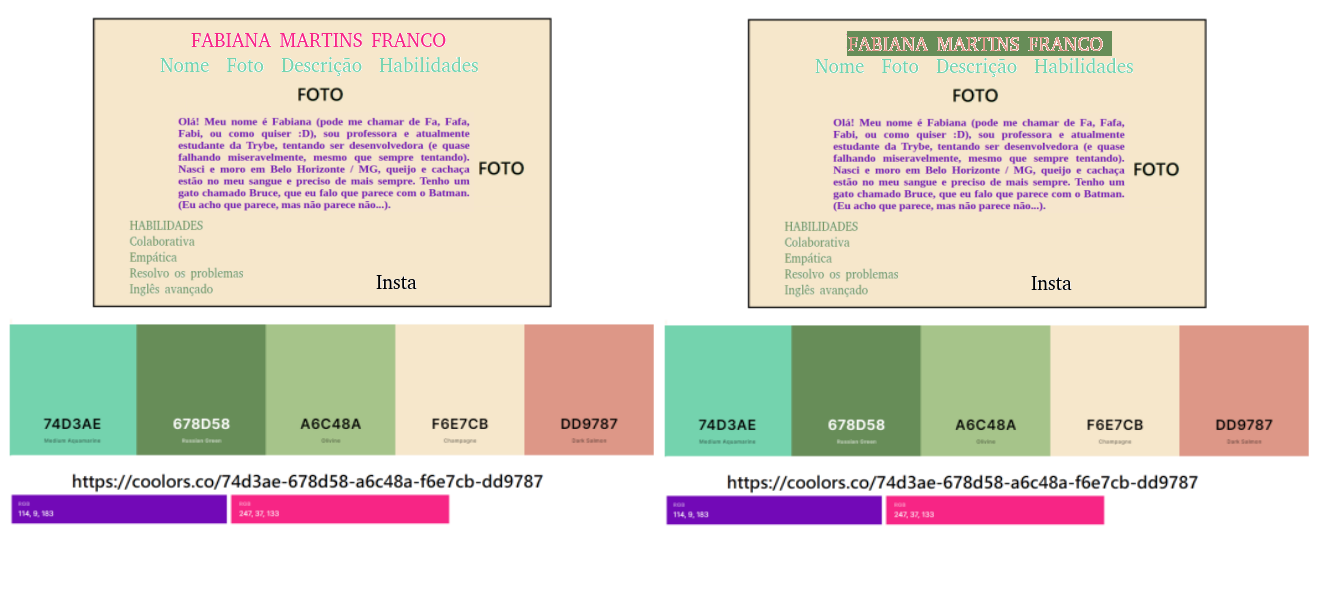 FABIANA MARTINS FRANCO
Nome Foto Descrição Habilidades
FOTO
Olá! Meu nome é Fabiana (pode me chamar de Fa, Fafa,
Fabi, ou como quiser :D), sou professora e atualmente
estudante da Trybe, tentando ser desenvolvedora (e quase
falhando miseravelmente, mesmo que sempre tentando).
Nasci e moro em Belo Horizonte / MG, queijo e cachaça
estão no meu sangue e preciso de mais sempre. Tenho um
gato chamado Bruce, que eu falo que parece com o Batman.
(Eu acho que parece, mas não parece não...).
FOTO
HABILIDADES
Colaborativa
Empática
Resolvo os problemas
Inglês avançado
Insta
74D3AE
Medium Aquamarine
678D58
Russian Green
A6C48A
Olivine
F6E7CB
Champagne
DD9787
Dark Salmon
https://coolors.co/74d3ae-678d58-a6c48a-f6e7cb-dd9787
RGB
114, 9, 183
RGB
247, 37, 133
FABIANA MARTINS FRANCO
Nome Foto Descrição Habilidades
FOTO
Olá! Meu nome é Fabiana (pode me chamar de Fa, Fafa,
Fabi, ou como quiser :D), sou professora e atualmente
estudante da Trybe, tentando ser desenvolvedora (e quase
falhando miseravelmente, mesmo que sempre tentando).
Nasci e moro em Belo Horizonte / MG, queijo e cachaça
estão no meu sangue e preciso de mais sempre. Tenho um
gato chamado Bruce, que eu falo que parece com o Batman.
(Eu acho que parece, mas não parece não...).
FOTO
HABILIDADES
Colaborativa
Empática
Resolvo os problemas
Inglês avançado
Insta
74D3AE
Medium Aquamarine
678D58
Russian Green
A6C48A
Olivine
F6E7CB
Champagne
DD9787
Dark Salmon
https://coolors.co/74d3ae-678d58-a6c48a-f6e7cb-dd9787
RGB
114, 9, 183
RGB
247, 37, 133